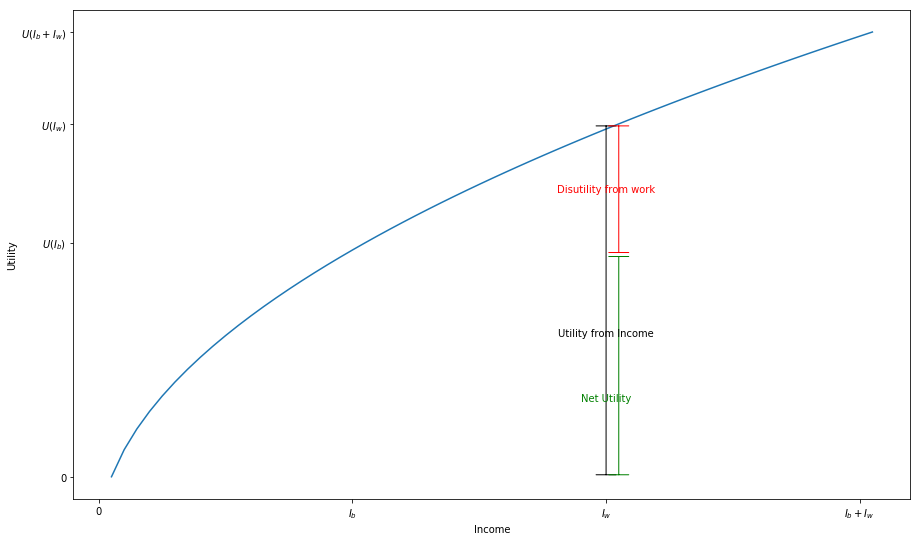 U(I_b + I_w)
U(I_w)
Disutility from work
U(I_b)
Utility
Utility from Income
Net Utility
0
0
I_b
I_w
I_b + I_w
Income